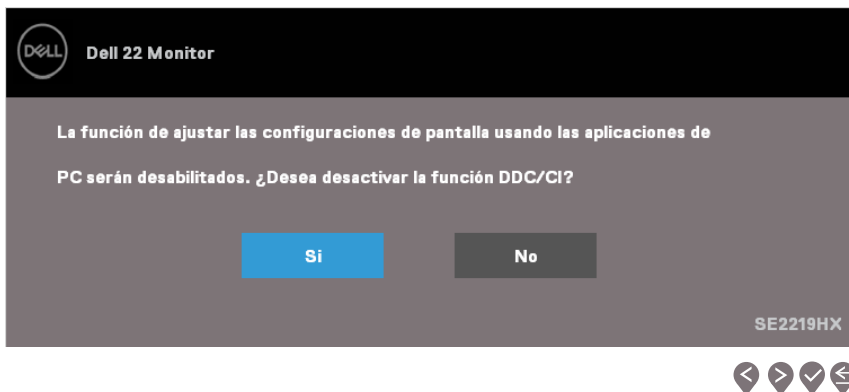 DELL
Dell 22 Monitor
La función de ajustar las configuraciones de pantalla usando las aplicaciones de
PC serán desabilitados. ¿Desea desactivar la función DDC/CI?
Si
No
SE2219HX